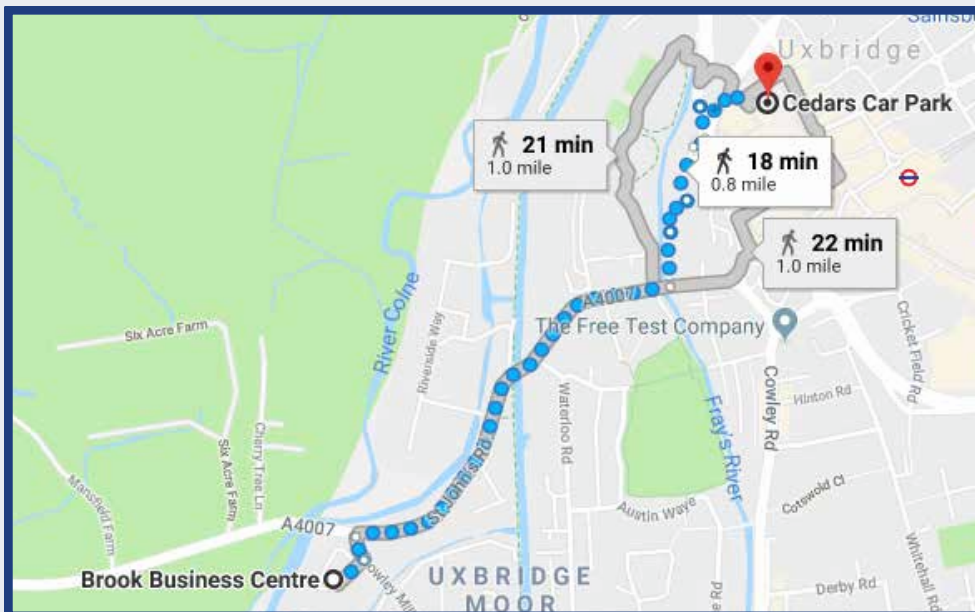 Sainsb
8
Uxbridge
Cedars Car Park
21 min
1.0 mile
18 min
0.8 mile
22 min
1.0 mile
A4007
The Free Test Company
River Colne
Riverside Way
Six Acre Farm
Six Acre Farm
Cherry Tree Ln
Mansfield Farm
A4007
St John's Rd
Waterloo Rd
Fray's River
Cowley Rd
Cricket Field Rd
Hinton Rd
Austin Waye
Cotswold Cl
Whitehall Rd
Derby Rd
Brook Business Centre
UXBRIDGE
MOOR